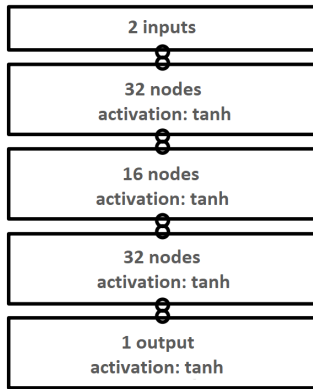 2 inputs
32 nodes
activation: tanh
16 nodes
activation: tanh
32 nodes
activation: tanh
1 output
activation: tanh